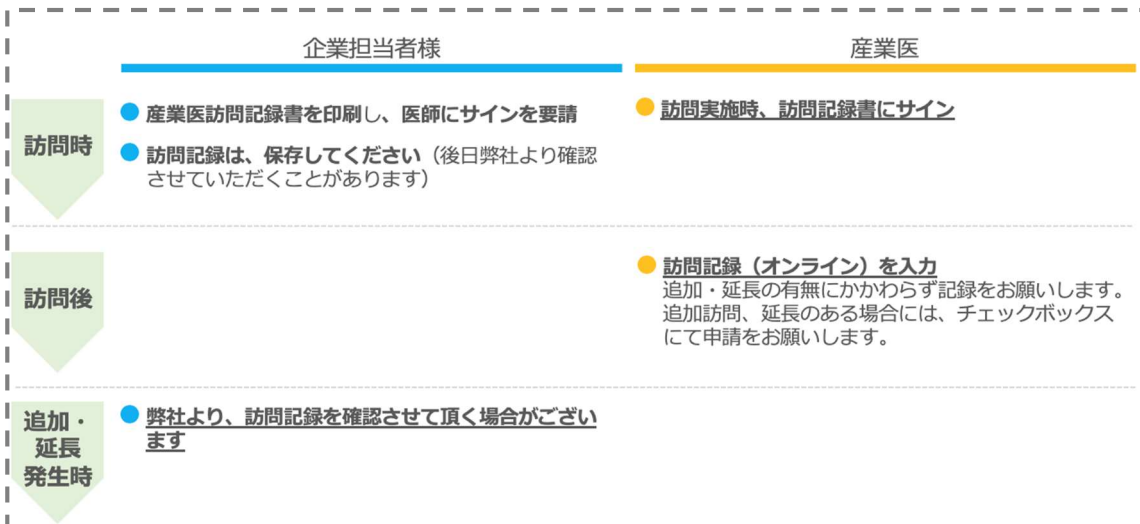 企業担当者様
産業医
訪問時
● 産業医訪問記録書を印刷し、医師にサインを要請
● 訪問記録は、保存してください（後日弊社より確認
させていただくことがあります）
● 訪問実施時、訪問記録書にサイン
訪問後
● 訪問記録（オンライン）を入力
追加・延長の有無にかかわらず記録をお願いします。
追加訪問、延長のある場合には、チェックボックス
にて申請をお願いします。
追加・
延長
発生時
● 弊社より、訪問記録を確認させて頂く場合がござい
ます